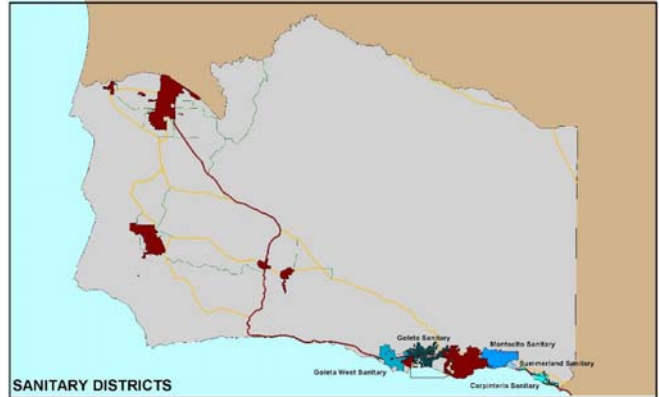 Goleta Sanitary
Montecito Sanitary
Goleta West Sanitary
Summerland Sanitary
Carpinteria Sanitary
SANITARY DISTRICTS